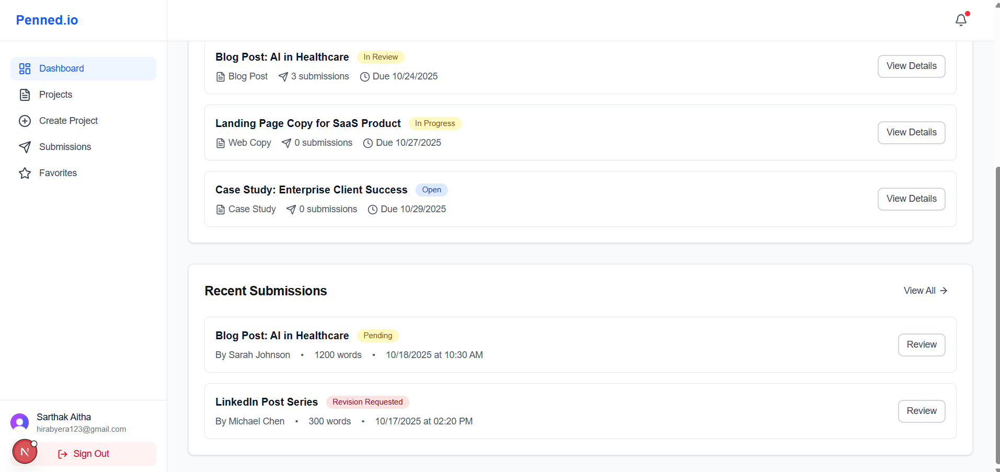 Penned.io
Dashboard
Projects
Create Project
Submissions
Favorites
Sarthak Aitha
hirabyera123@gmail.com
N
Sign Out
Blog Post: AI in Healthcare In Review
Blog Post 3 submissions Due 10/24/2025
View Details
Landing Page Copy for SaaS Product In Progress
Web Copy 0 submissions Due 10/27/2025
View Details
Case Study: Enterprise Client Success Open
Case Study 0 submissions Due 10/29/2025
View Details
Recent Submissions
View All →
Blog Post: AI in Healthcare Pending
By Sarah Johnson • 1200 words • 10/18/2025 at 10:30 AM
Review
LinkedIn Post Series Revision Requested
By Michael Chen • 300 words • 10/17/2025 at 02:20 PM
Review